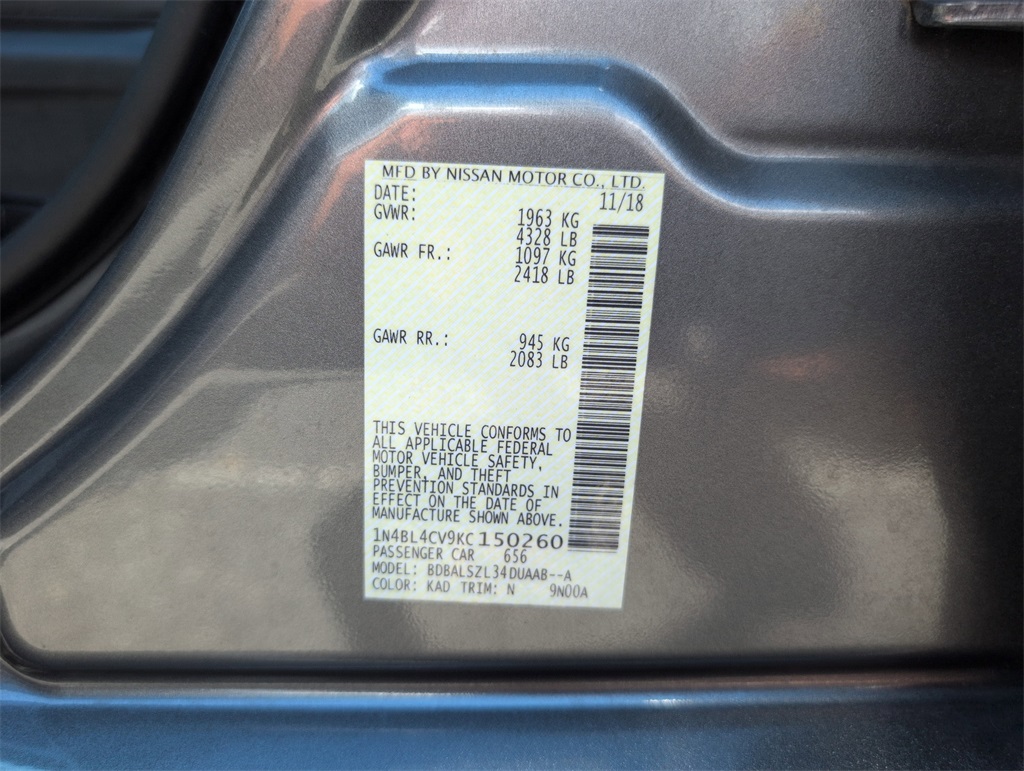 MFD BY NISSAN MOTOR CO., LTD.
DATE: 11/18
GVWR: 1963 KG
4328 LB
GAWR FR.: 1097 KG
2418 LB
GAWR RR.: 945 KG
2083 LB
THIS VEHICLE CONFORMS TO
ALL APPLICABLE FEDERAL
MOTOR VEHICLE SAFETY,
BUMPER, AND THEFT
PREVENTION STANDARDS IN
EFFECT ON THE DATE OF
MANUFACTURE SHOWN ABOVE.
1N4BL4CV9KC150260
PASSENGER CAR 656
MODEL: BDBALSZL34DUAAB--A
COLOR: KAD TRIM: N 9N00A